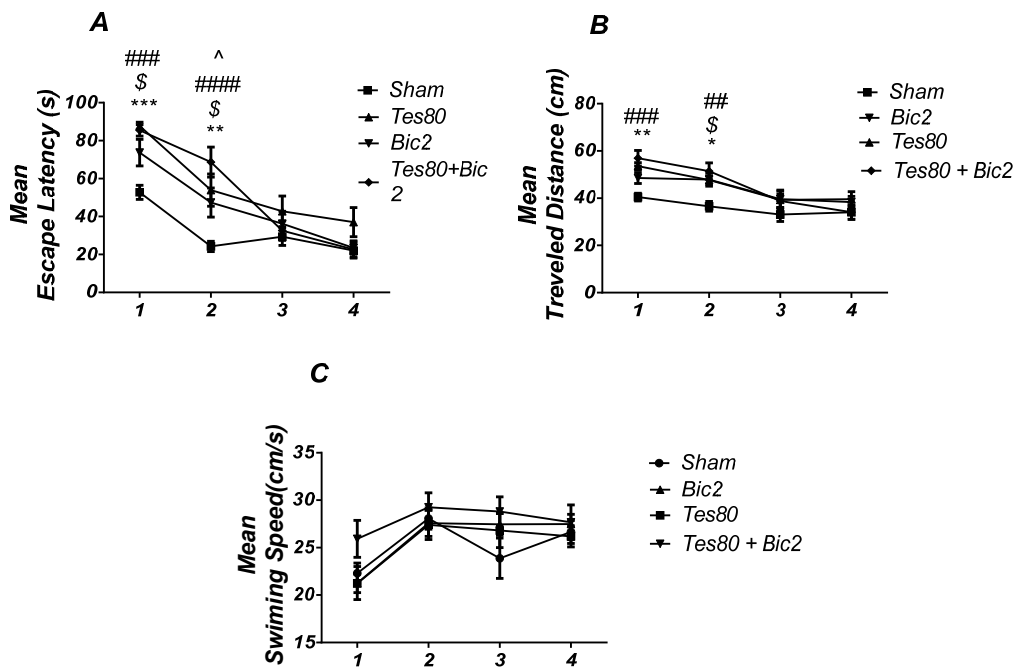 A
###
$
***
^
####
$
**
Mean
Escape Latency (s)
100
80
60
40
20
0
1 2 3 4
Sham
Tes80
Bic2
Tes80+Bic
2
B
###
**
##
$
*
Mean
Treveled Distance (cm)
80
60
40
20
0
1 2 3 4
Sham
Bic2
Tes80
Tes80 + Bic2
C
Mean
Swiming Speed(cm/s)
35
30
25
20
15
1 2 3 4
Sham
Bic2
Tes80
Tes80 + Bic2